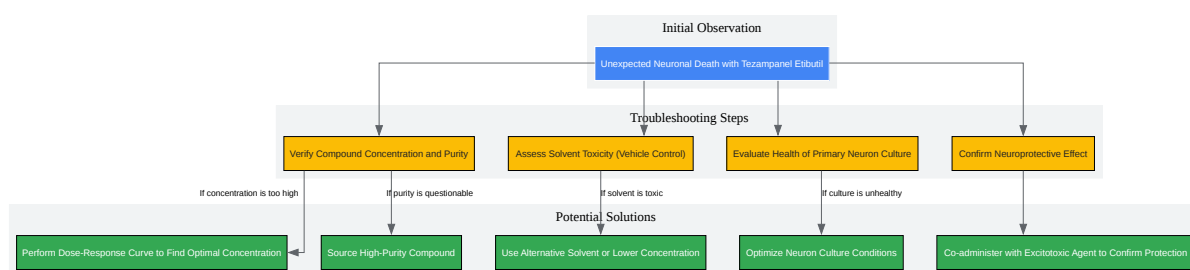 Initial Observation
Unexpected Neuronal Death with Tezampanel Etibutil
Troubleshooting Steps
Verify Compound Concentration and Purity
Assess Solvent Toxicity (Vehicle Control)
Evaluate Health of Primary Neuron Culture
Confirm Neuroprotective Effect
If concentration is too high
If purity is questionable
If solvent is toxic
If culture is unhealthy
Potential Solutions
Perform Dose-Response Curve to Find Optimal Concentration
Source High-Purity Compound
Use Alternative Solvent or Lower Concentration
Optimize Neuron Culture Conditions
Co-administer with Excitotoxic Agent to Confirm Protection